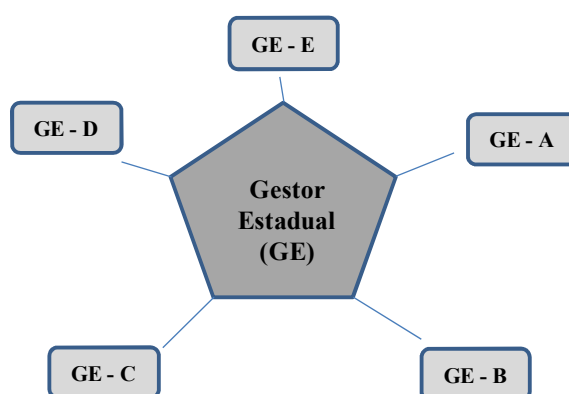 GE - E
GE - D
GE - A
Gestor
Estadual
(GE)
GE - C
GE - B